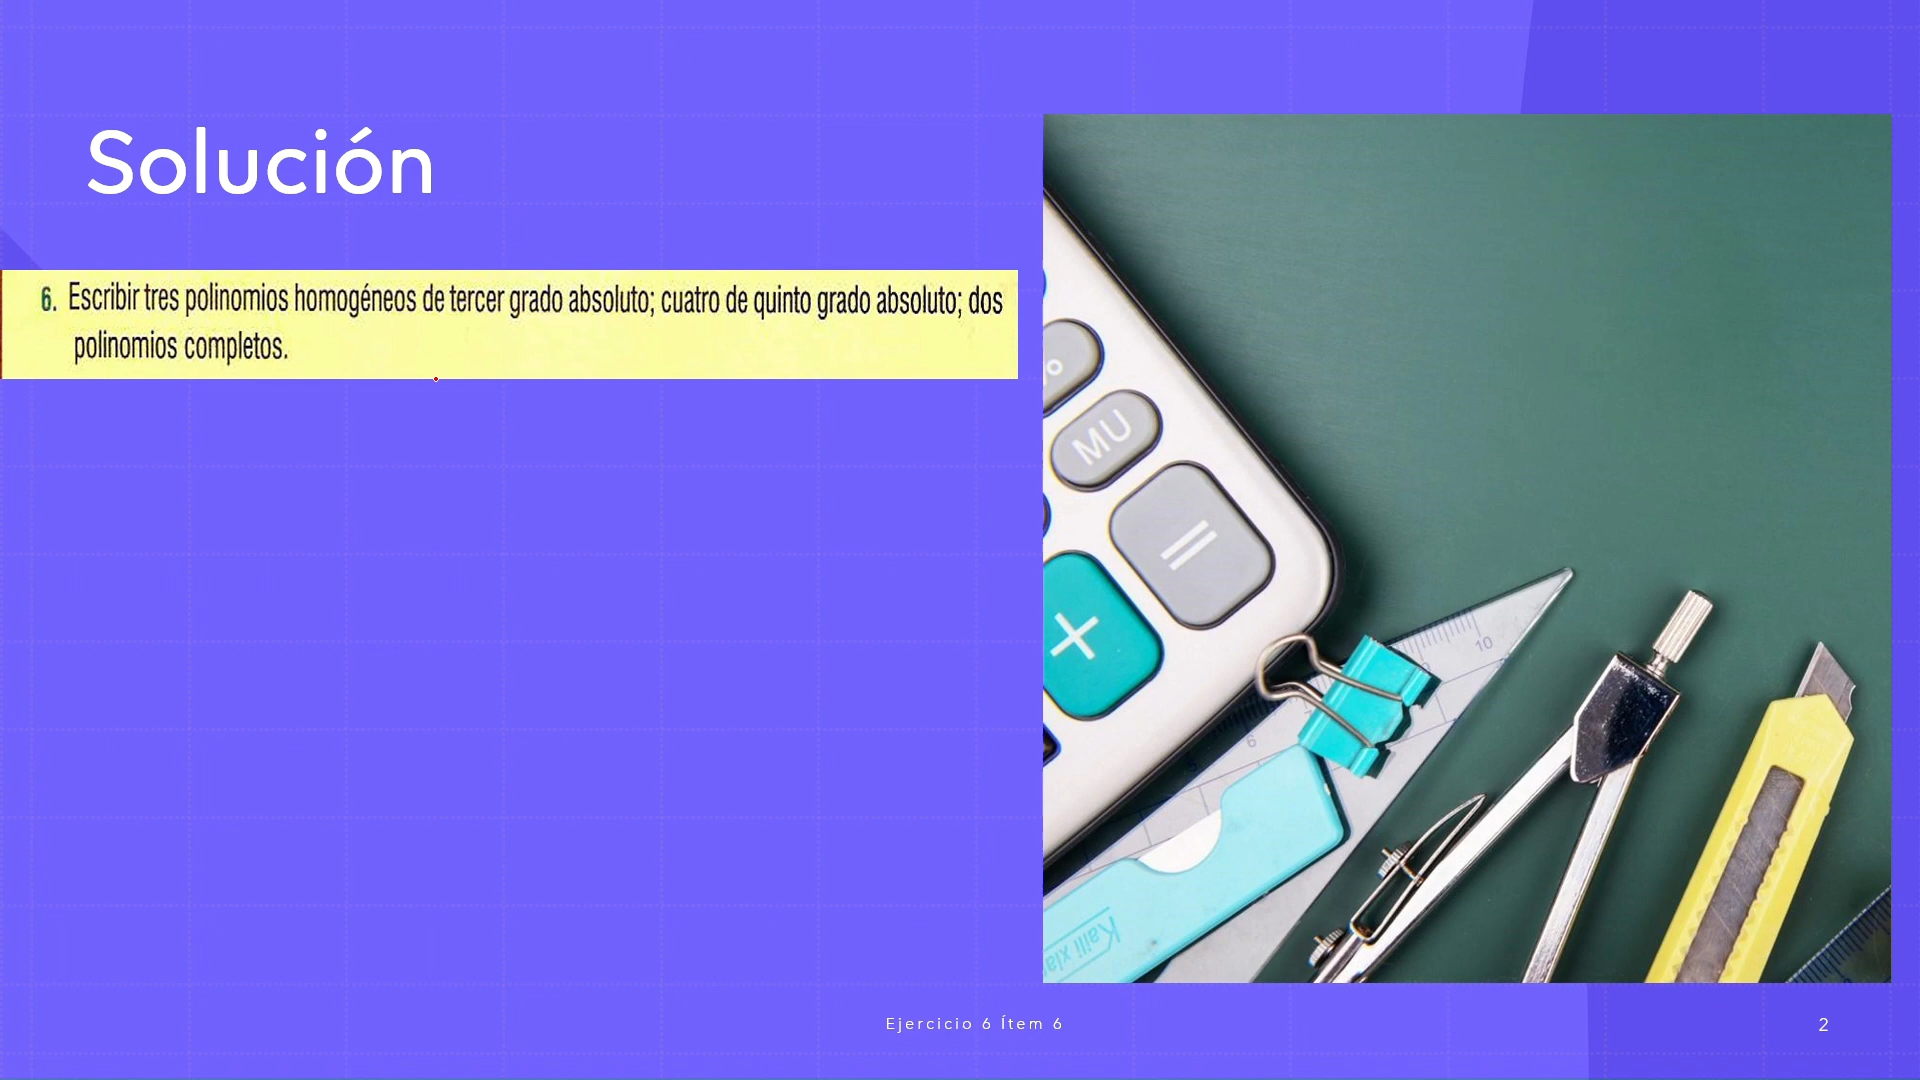 Solución
6. Escribir tres polinomios homogéneos de tercer grado absoluto; cuatro de quinto grado absoluto; dos
polinomios completos.
%
MU
=
+
10
6
Ejercicio 6 Ítem 6
2